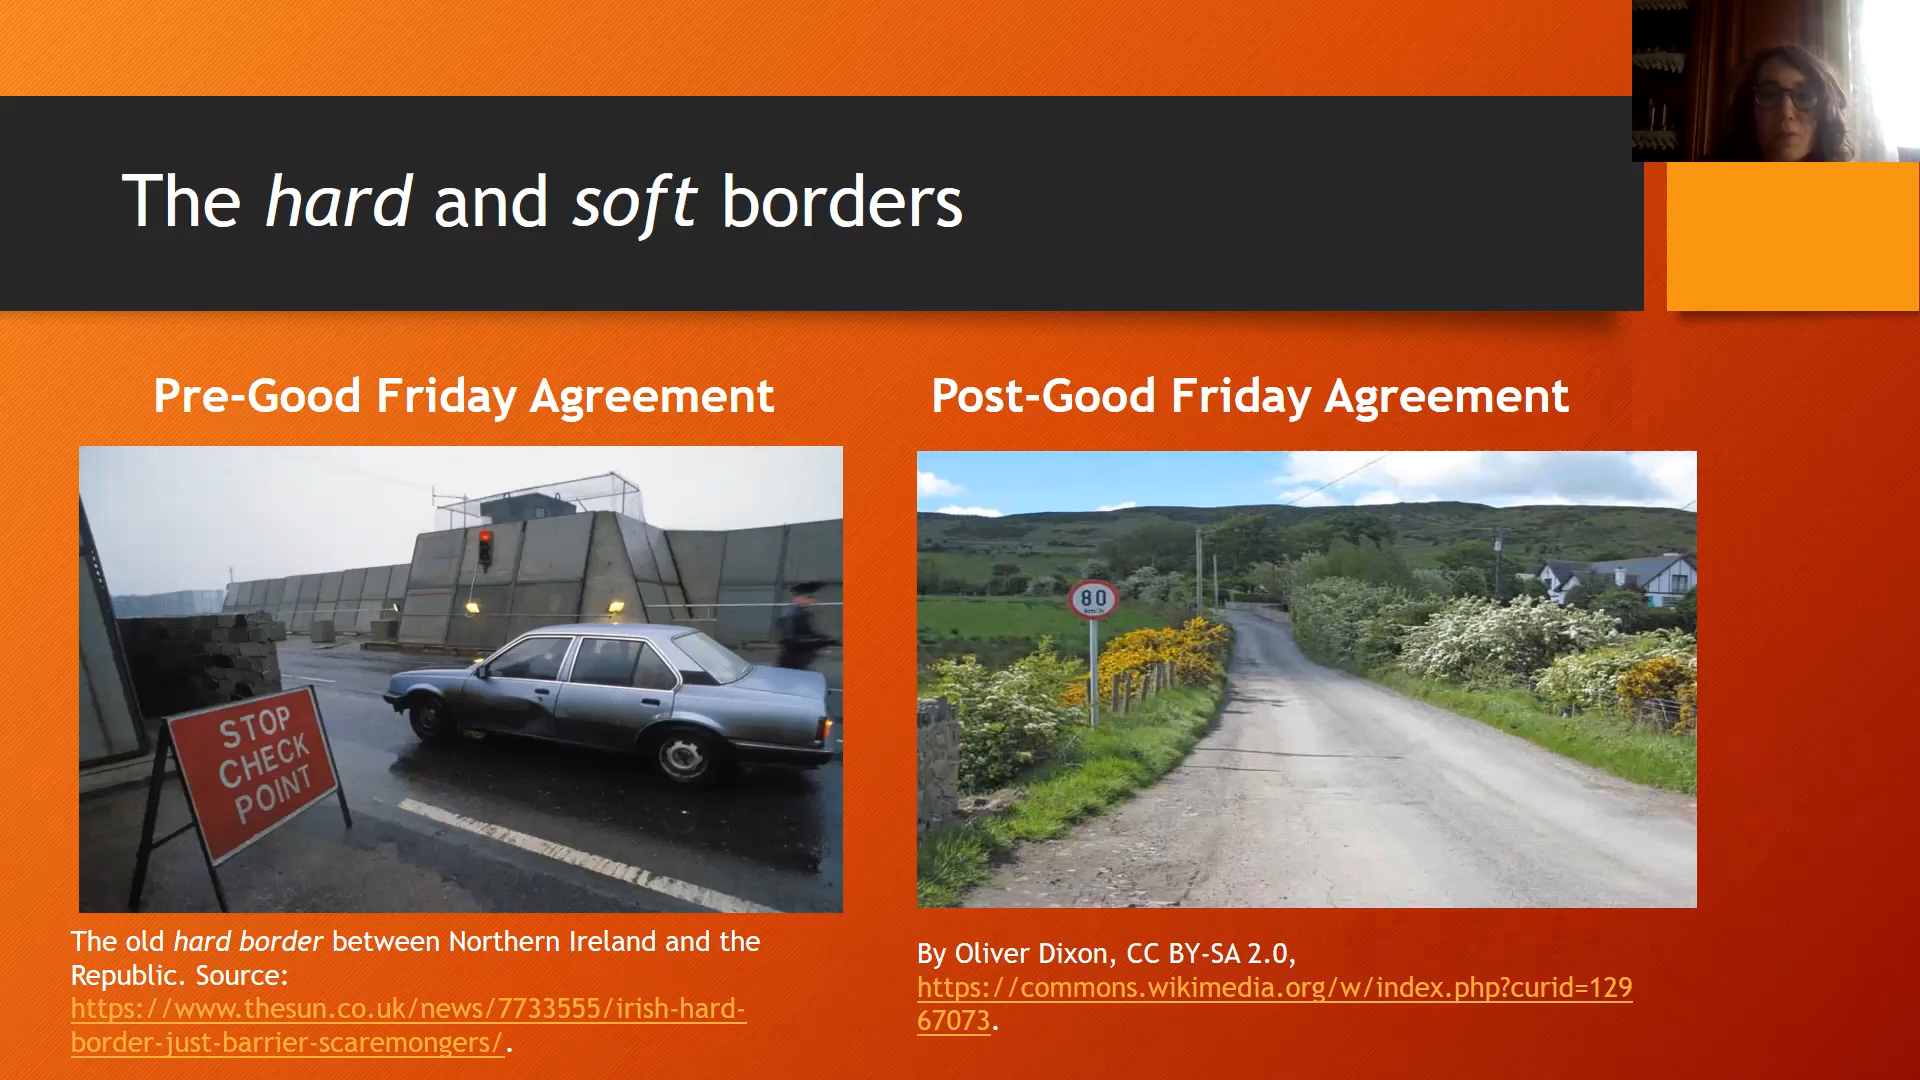 The hard and soft borders
Pre-Good Friday Agreement
STOP
CHECK
POINT
The old hard border between Northern Ireland and the
Republic. Source:
https://www.thesun.co.uk/news/7733555/irish-hard-
border-just-barrier-scaremongers/.
Post-Good Friday Agreement
80
km/h
By Oliver Dixon, CC BY-SA 2.0,
https://commons.wikimedia.org/w/index.php?curid=129
67073.